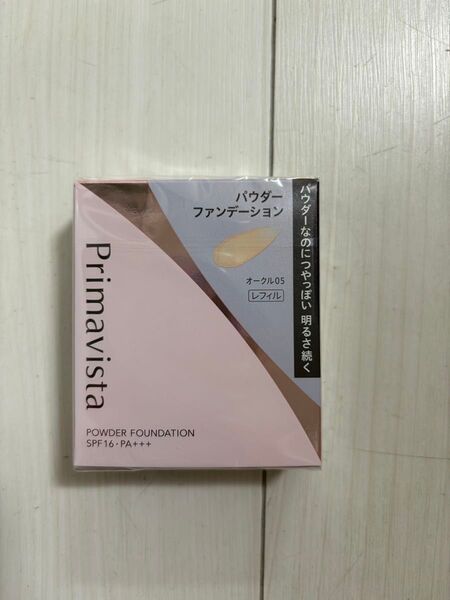 パウダー
ファンデーション
オークル05
レフィル
パウダーなのにつやっぽい 明るさ続く
Primavista
POWDER FOUNDATION
SPF16・PA+++